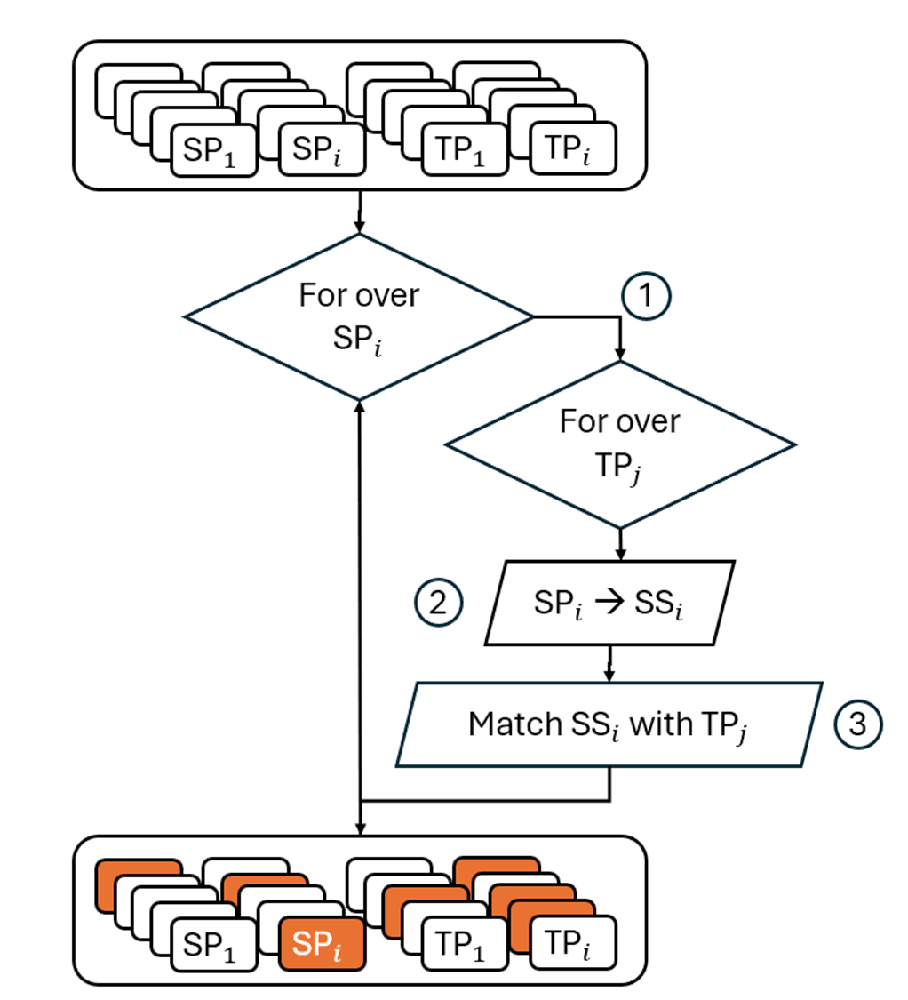 SP₁ SPᵢ TP₁ TPᵢ
For over
SPᵢ
1
For over
TPⱼ
2
SPᵢ → SSᵢ
Match SSᵢ with TPⱼ
3
SP₁ SPᵢ TP₁ TPᵢ